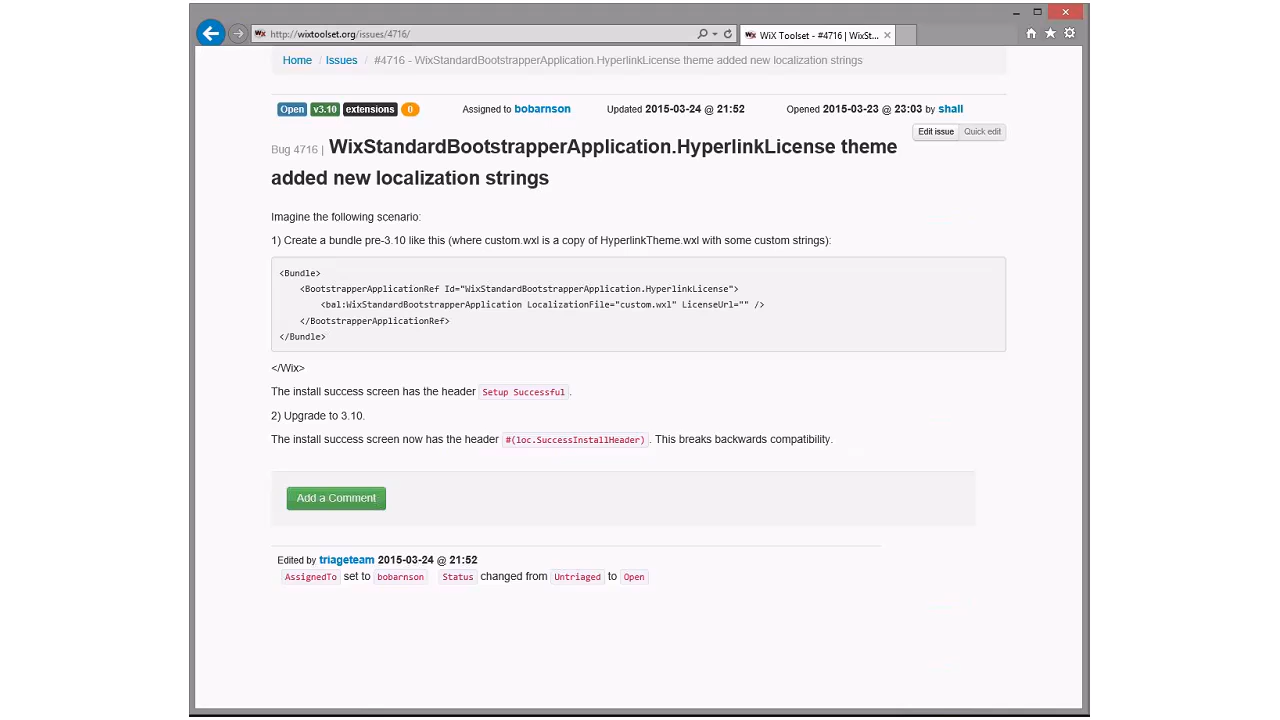 http://wixtoolset.org/issues/4716/
WiX Toolset - #4716 | WixSt...
Home / Issues / #4716 - WixStandardBootstrapperApplication.HyperlinkLicense theme added new localization strings
Open v3.10 extensions 0 Assigned to bobarnson Updated 2015-03-24 @ 21:52 Opened 2015-03-23 @ 23:03 by shall
Edit issue Quick edit
Bug 4716 | WixStandardBootstrapperApplication.HyperlinkLicense theme
added new localization strings
Imagine the following scenario:
1) Create a bundle pre-3.10 like this (where custom.wxl is a copy of HyperlinkTheme.wxl with some custom strings):
<Bundle>
<BootstrapperApplicationRef Id="WixStandardBootstrapperApplication.HyperlinkLicense">
<bal:WixStandardBootstrapperApplication LocalizationFile="custom.wxl" LicenseUrl="" />
</BootstrapperApplicationRef>
</Bundle>
</Wix>
The install success screen has the header Setup Successful.
2) Upgrade to 3.10.
The install success screen now has the header #(loc.SuccessInstallHeader). This breaks backwards compatibility.
Add a Comment
Edited by triageteam 2015-03-24 @ 21:52
AssignedTo set to bobarnson Status changed from Untriaged to Open